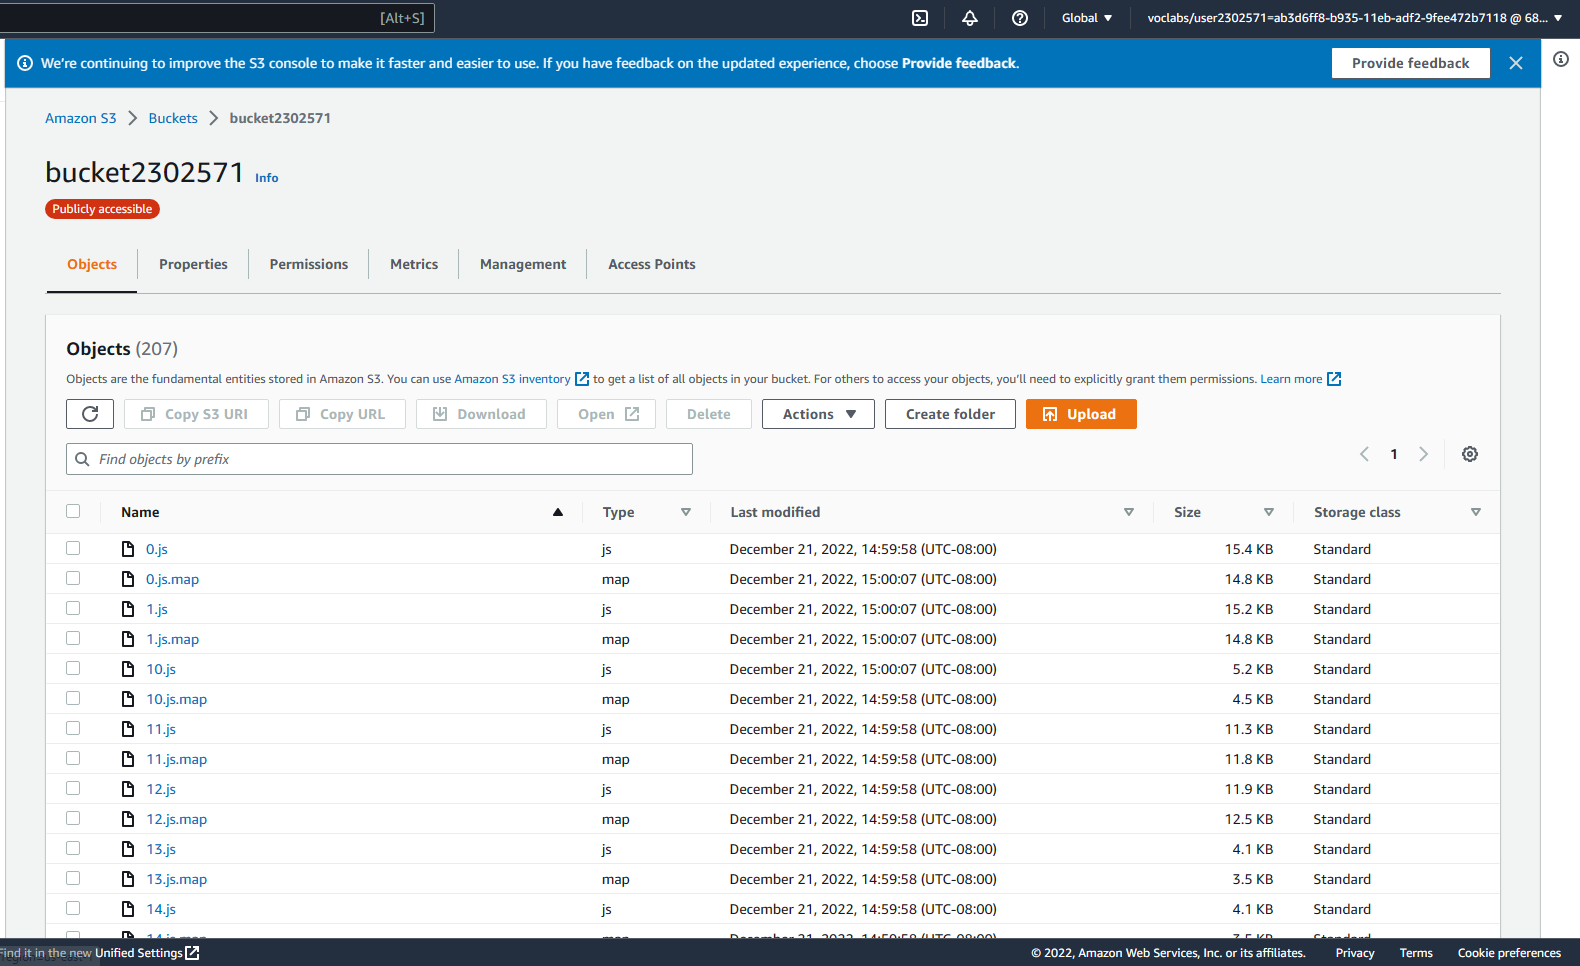 [Alt+S]
Global ▼
voclabs/user2302571=ab3d6ff8-b935-11eb-adf2-9fee472b7118 @ 68... ▼
We're continuing to improve the S3 console to make it faster and easier to use. If you have feedback on the updated experience, choose Provide feedback.
Provide feedback
Amazon S3 > Buckets > bucket2302571
bucket2302571 Info
Publicly accessible
Objects Properties Permissions Metrics Management Access Points
Objects (207)
Objects are the fundamental entities stored in Amazon S3. You can use Amazon S3 inventory to get a list of all objects in your bucket. For others to access your objects, you'll need to explicitly grant them permissions. Learn more
Copy S3 URI Copy URL Download Open Delete Actions ▼ Create folder Upload
Find objects by prefix
< 1 >
Name Type Last modified Size Storage class
0.js js December 21, 2022, 14:59:58 (UTC-08:00) 15.4 KB Standard
0.js.map map December 21, 2022, 15:00:07 (UTC-08:00) 14.8 KB Standard
1.js js December 21, 2022, 15:00:07 (UTC-08:00) 15.2 KB Standard
1.js.map map December 21, 2022, 15:00:07 (UTC-08:00) 14.8 KB Standard
10.js js December 21, 2022, 15:00:07 (UTC-08:00) 5.2 KB Standard
10.js.map map December 21, 2022, 14:59:58 (UTC-08:00) 4.5 KB Standard
11.js js December 21, 2022, 14:59:58 (UTC-08:00) 11.3 KB Standard
11.js.map map December 21, 2022, 14:59:58 (UTC-08:00) 11.8 KB Standard
12.js js December 21, 2022, 14:59:58 (UTC-08:00) 11.9 KB Standard
12.js.map map December 21, 2022, 14:59:58 (UTC-08:00) 12.5 KB Standard
13.js js December 21, 2022, 14:59:58 (UTC-08:00) 4.1 KB Standard
13.js.map map December 21, 2022, 14:59:58 (UTC-08:00) 3.5 KB Standard
14.js js December 21, 2022, 14:59:58 (UTC-08:00) 4.1 KB Standard
14.js.map map December 21, 2022, 14:59:58 (UTC-08:00) 3.5 KB Standard
Find it in the new Unified Settings
© 2022, Amazon Web Services, Inc. or its affiliates. Privacy Terms Cookie preferences